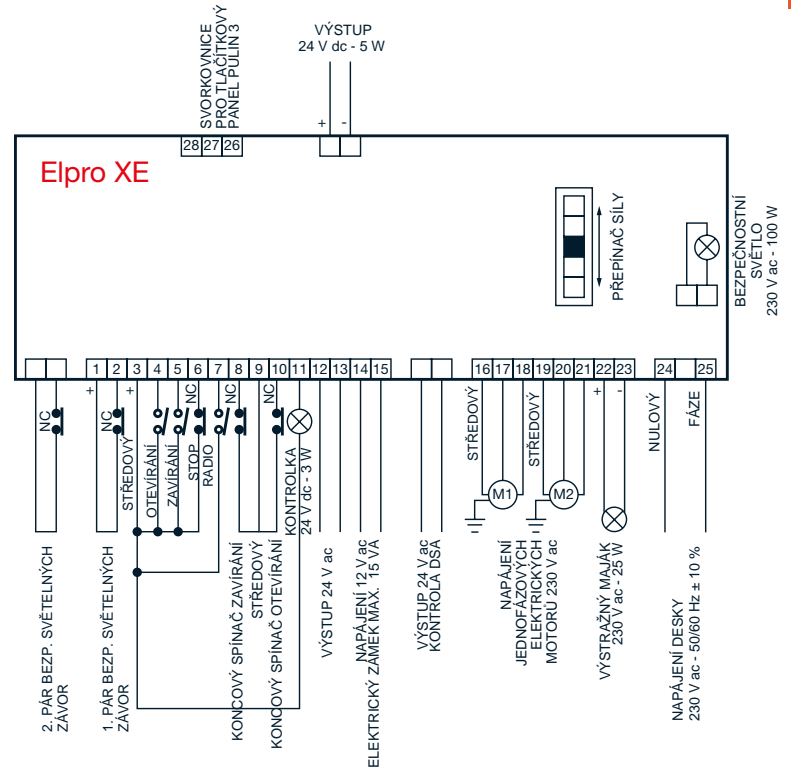 VÝSTUP
24 V dc - 5 W
SVORKOVNICE
PRO TLAČÍTKOVÝ
PANEL PULIN 3
+ -
28 27 26
Elpro XE
PŘEPÍNAČ SÍLY
BEZPEČNOSTNÍ
SVĚTLO
230 V ac - 100 W
1 2 3 4 5 6 7 8 9 10 11 12 13 14 15 16 17 18 19 20 21 22 23 24 25
+ + + -
NC
NC
STŘEDOVÝ
OTEVÍRÁNÍ
ZAVÍRÁNÍ
NC
STOP
RADIO
NC
NC
KONTROLKA
24 V dc - 3 W
STŘEDOVÝ
STŘEDOVÝ
NULOVÝ
FÁZE
M1
M2
2. PÁR BEZP. SVĚTELNÝCH
ZÁVOR
1. PÁR BEZP. SVĚTELNÝCH
ZÁVOR
KONCOVÝ SPÍNAČ ZAVÍRÁNÍ
STŘEDOVÝ
KONCOVÝ SPÍNAČ OTEVÍRÁNÍ
VÝSTUP 24 V ac
NAPÁJENÍ 12 V ac
ELEKTRICKÝ ZÁMEK MAX. 15 VA
VÝSTUP 24 V ac
KONTROLA DSA
NAPÁJENÍ
JEDNOFÁZOVÝCH
ELEKTRICKÝCH
MOTORŮ 230 V ac
VÝSTRAŽNÝ MAJÁK
230 V ac - 25 W
NAPÁJENÍ DESKY
230 V ac - 50/60 Hz ± 10 %